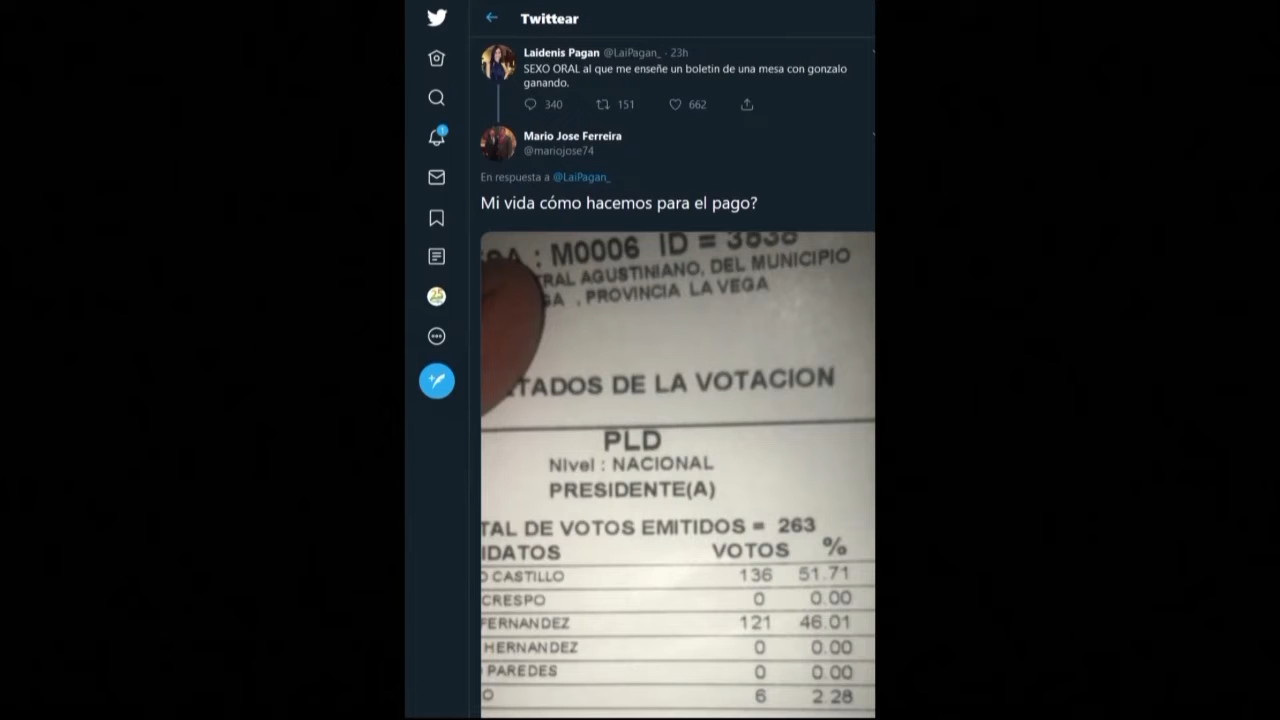 Twittear
Laidenis Pagan @LaiPagan_ · 23h
SEXO ORAL al que me enseñe un boletin de una mesa con gonzalo
ganando.
340 151 662
Mario Jose Ferreira
@mariojose74
En respuesta a @LaiPagan_
Mi vida cómo hacemos para el pago?
: M0006 ID = 3838
TRAL AGUSTINIANO, DEL MUNICIPIO
GA , PROVINCIA LA VEGA
TADOS DE LA VOTACION
PLD
Nivel : NACIONAL
PRESIDENTE(A)
TAL DE VOTOS EMITIDOS = 263
IDATOS VOTOS %
O CASTILLO 136 51.71
CRESPO 0 0.00
FERNANDEZ 121 46.01
HERNANDEZ 0 0.00
PAREDES 0 0.00
O 6 2.28